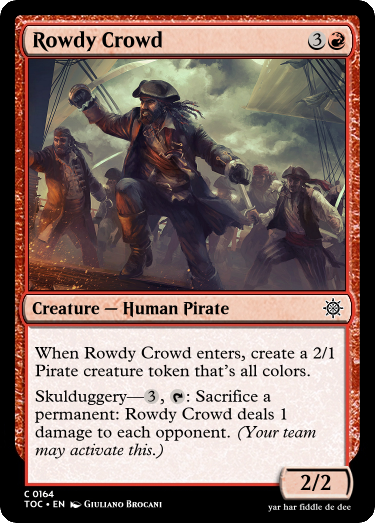 Rowdy Crowd 3
Creature — Human Pirate
When Rowdy Crowd enters, create a 2/1
Pirate creature token that's all colors.
Skulduggery—3, : Sacrifice a
permanent: Rowdy Crowd deals 1
damage to each opponent. (Your team
may activate this.)
2/2
C 0164
TOC • EN Giuliano Brocani
yar har fiddle de dee